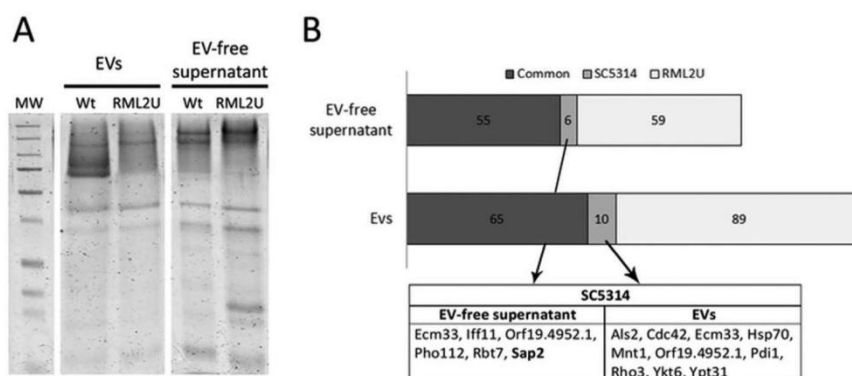 A
EVs
EV-free
supernatant
MW
Wt
RML2U
Wt
RML2U
B
Common
SC5314
RML2U
EV-free
supernatant
55
6
59
Evs
65
10
89
SC5314
EV-free supernatant
EVs
Ecm33, Iff11, Orf19.4952.1,
Pho112, Rbt7, Sap2
Als2, Cdc42, Ecm33, Hsp70,
Mnt1, Orf19.4952.1, Pdi1,
Rho3, Ykt6, Ypt31